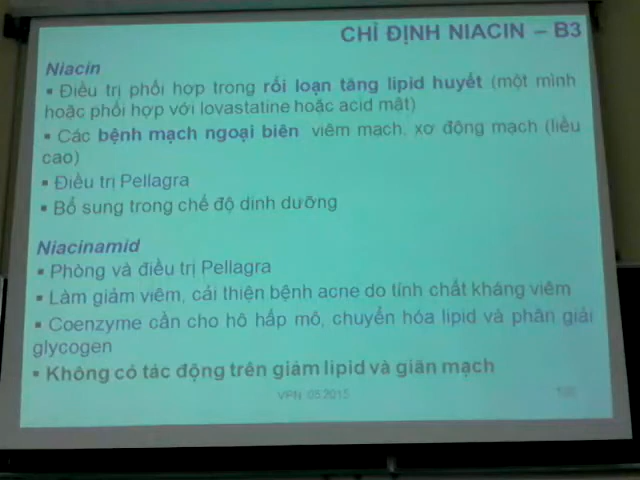 CHỈ ĐỊNH NIACIN – B3
Niacin
▪ Điều trị phối hợp trong rối loạn tăng lipid huyết (một mình
hoặc phối hợp với lovastatine hoặc acid mật)
▪ Các bệnh mạch ngoại biên viêm mạch, xơ động mạch (liều
cao)
▪ Điều trị Pellagra
▪ Bổ sung trong chế độ dinh dưỡng
Niacinamid
▪ Phòng và điều trị Pellagra
▪ Làm giảm viêm, cải thiện bệnh acne do tính chất kháng viêm
▪ Coenzyme cần cho hô hấp mô, chuyển hóa lipid và phân giải
glycogen
▪ Không có tác động trên giảm lipid và giãn mạch
VPN 05.2015